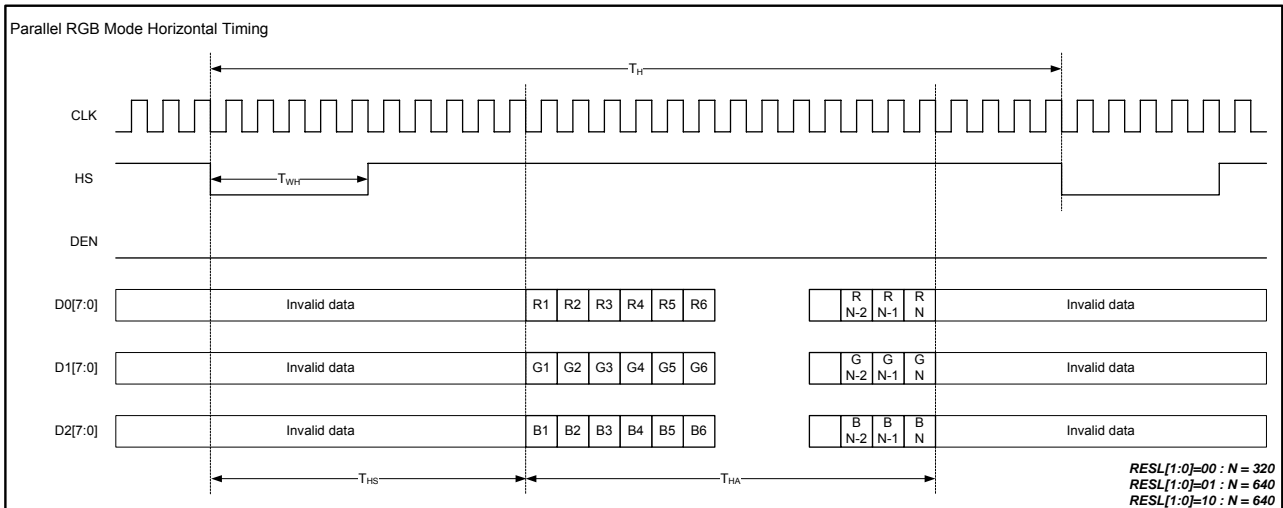 Parallel RGB Mode Horizontal Timing
TH
CLK
HS
TWH
DEN
D0[7:0] Invalid data R1 R2 R3 R4 R5 R6 R N-2 R N-1 R N Invalid data
D1[7:0] Invalid data G1 G2 G3 G4 G5 G6 G N-2 G N-1 G N Invalid data
D2[7:0] Invalid data B1 B2 B3 B4 B5 B6 B N-2 B N-1 B N Invalid data
THS THA
RESL[1:0]=00 : N = 320
RESL[1:0]=01 : N = 640
RESL[1:0]=10 : N = 640